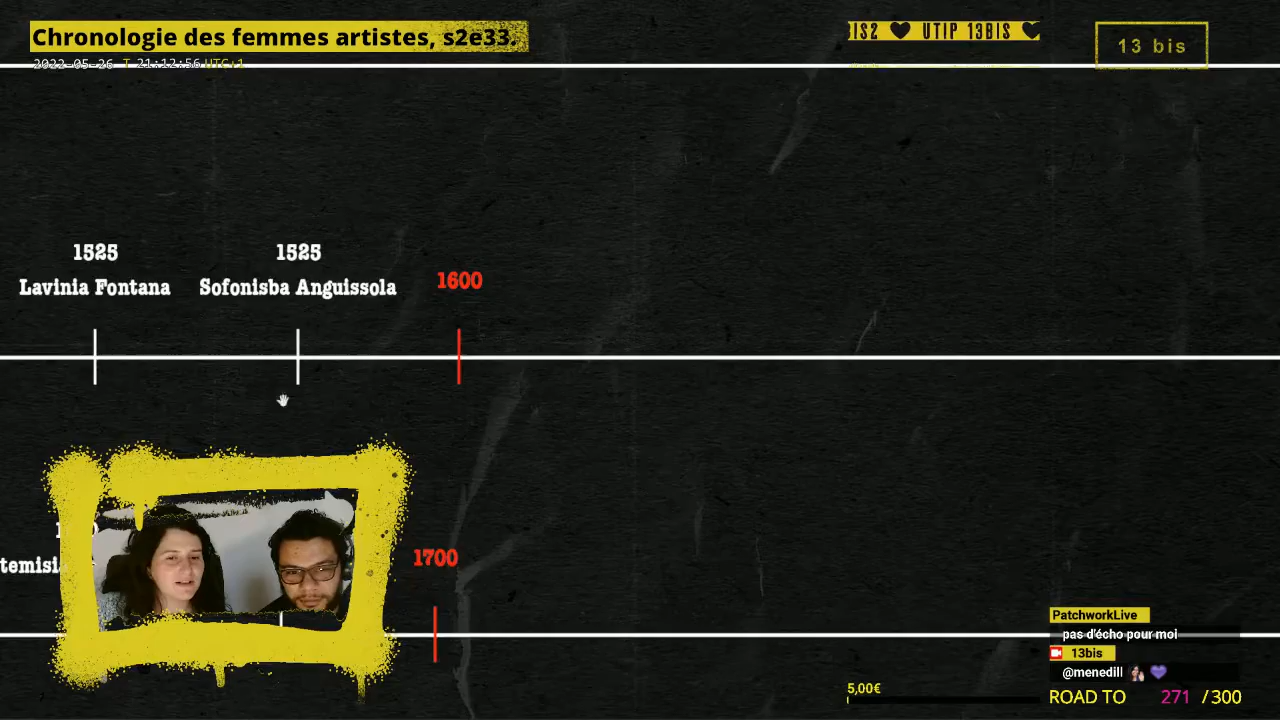 Chronologie des femmes artistes, s2e33.
2022-05-26 T 21:12:56 UTC+1
IS2 🖤 UTIP 13BIS
13 bis
1525
Lavinia Fontana
1525
Sofonisba Anguissola
1600
temisia
1700
PatchworkLive
pas d'écho pour moi
13bis
@menedill 💜
5,00€
ROAD TO 271 / 300